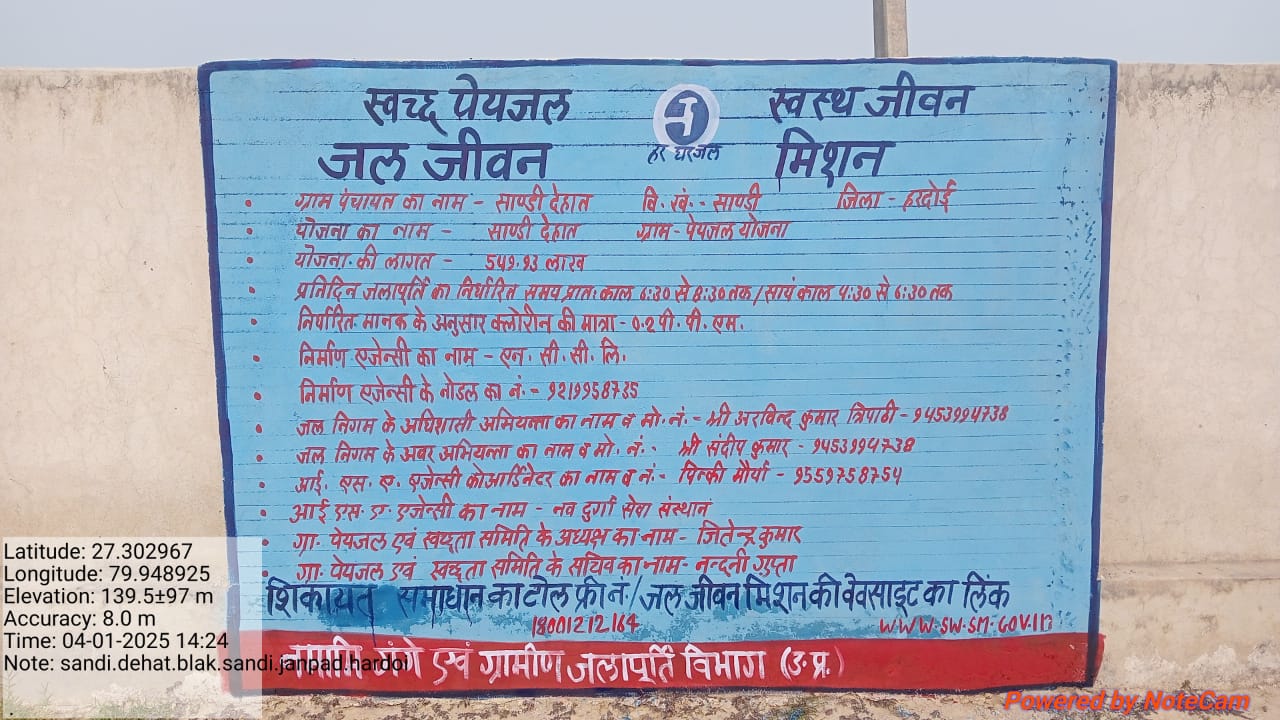 स्वच्छ पेयजल स्वस्थ जीवन
जल जीवन हर घर जल मिशन
• ग्राम पंचायत का नाम - साण्डी देहात वि. खं. - साण्डी जिला - हरदोई
• योजना का नाम - साण्डी देहात ग्राम- पेयजल योजना
• योजना की लागत - 549.93 लाख
• प्रतिदिन जलापूर्ति का निर्धारित समय प्रातः काल 6:30 से 8:30 तक / सायं काल 4:30 से 6:30 तक
• निर्धारित मानक के अनुसार क्लोरीन की मात्रा - 0.2 पी. पी. एम.
• निर्माण एजेन्सी का नाम - एन. सी. सी. लि.
• निर्माण एजेन्सी के नोडल का नं. - 9219958735
• जल निगम के अधिशासी अभियन्ता का नाम व मो. नं. - श्री अरविन्द कुमार त्रिपाठी - 9453994738
• जल निगम के अवर अभियन्ता का नाम व मो. नं. - श्री संदीप कुमार - 9453994738
• आई. एस. ए. एजेन्सी कोआर्डिनेटर का नाम व नं. - पिन्की मौर्या - 9559758754
• आई एस. ए. एजेन्सी का नाम - नव दुर्गा सेवा संस्थान
• गा. पेयजल एवं स्वच्छता समिति के अध्यक्ष का नाम - जितेन्द्र कुमार
• गा. पेयजल एवं स्वच्छता समिति के सचिव का नाम - नन्दनी गुप्ता
शिकायत समाधान का टोल फ्री नं. / जल जीवन मिशन की वेवसाइट का लिंक
18001212164 WWW.SW.SM.GOV.IN
नमामि गंगे एवं ग्रामीण जलापूर्ति विभाग (उ. प्र.)
Latitude: 27.302967
Longitude: 79.948925
Elevation: 139.5±97 m
Accuracy: 8.0 m
Time: 04-01-2025 14:24
Note: sandi.dehat.blak.sandi.janpad.hardoi
Powered by NoteCam